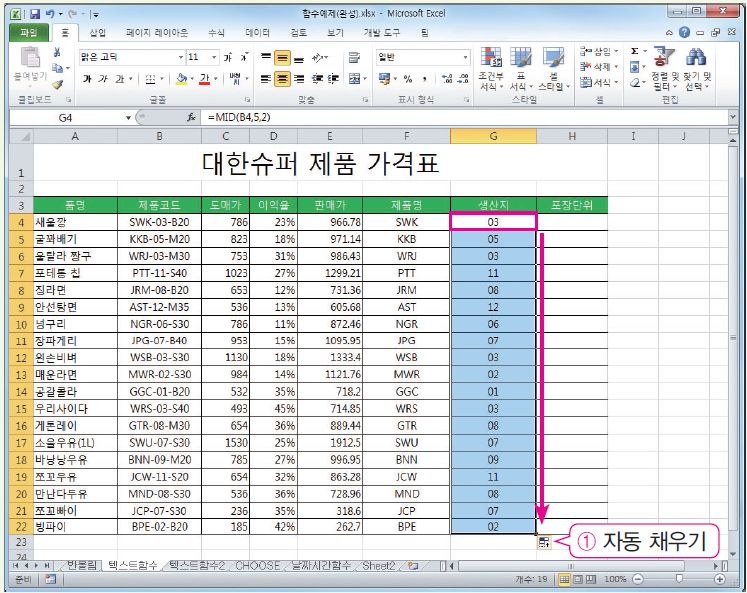 함수예제(완성).xlsx - Microsoft Excel
파일 홈 삽입 페이지 레이아웃 수식 데이터 검토 보기 개발 도구 팀
붙여넣기 맑은 고딕 11 일반 조건부 서식 표 서식 셀 스타일 삽입 삭제 서식 정렬 및 필터 찾기 및 선택
클립보드 글꼴 맞춤 표시 형식 스타일 셀 편집
G4 fx =MID(B4,5,2)
A B C D E F G H I J
1 대한슈퍼 제품 가격표
2
3 품명 제품코드 도매가 이익율 판매가 제품명 생산지 포장단위
4 새울깡 SWK-03-B20 786 23% 966.78 SWK 03
5 굴꽈배기 KKB-05-M20 823 18% 971.14 KKB 05
6 울랄라 짱구 WRJ-03-M30 753 31% 986.43 WRJ 03
7 포테롱 칩 PTT-11-S40 1023 27% 1299.21 PTT 11
8 징라면 JRM-08-B20 653 12% 731.36 JRM 08
9 안선탕면 AST-12-M35 536 13% 605.68 AST 12
10 넝구리 NGR-06-S30 786 11% 872.46 NGR 06
11 장파게리 JPG-07-B40 953 15% 1095.95 JPG 07
12 왼손비벼 WSB-03-S30 1130 18% 1333.4 WSB 03
13 매운라면 MWR-02-S30 984 14% 1121.76 MWR 02
14 공갈콜라 GGC-01-B20 532 35% 718.2 GGC 01
15 우리사이다 WRS-03-S40 493 45% 714.85 WRS 03
16 게톤레이 GTR-08-M30 654 36% 889.44 GTR 08
17 소울우유(1L) SWU-07-S30 1530 25% 1912.5 SWU 07
18 바낭낭우유 BNN-09-M20 785 27% 996.95 BNN 09
19 쪼꼬우유 JCW-11-S20 654 32% 863.28 JCW 11
20 만난다두유 MND-08-S30 536 36% 728.96 MND 08
21 쪼꼬빠이 JCP-07-S30 236 35% 318.6 JCP 07
22 빙파이 BPE-02-B20 185 42% 262.7 BPE 02
23
① 자동 채우기
24
반올림 텍스트함수 텍스트함수2 CHOOSE 날짜시간함수 Sheet2
준비 개수: 19 100%